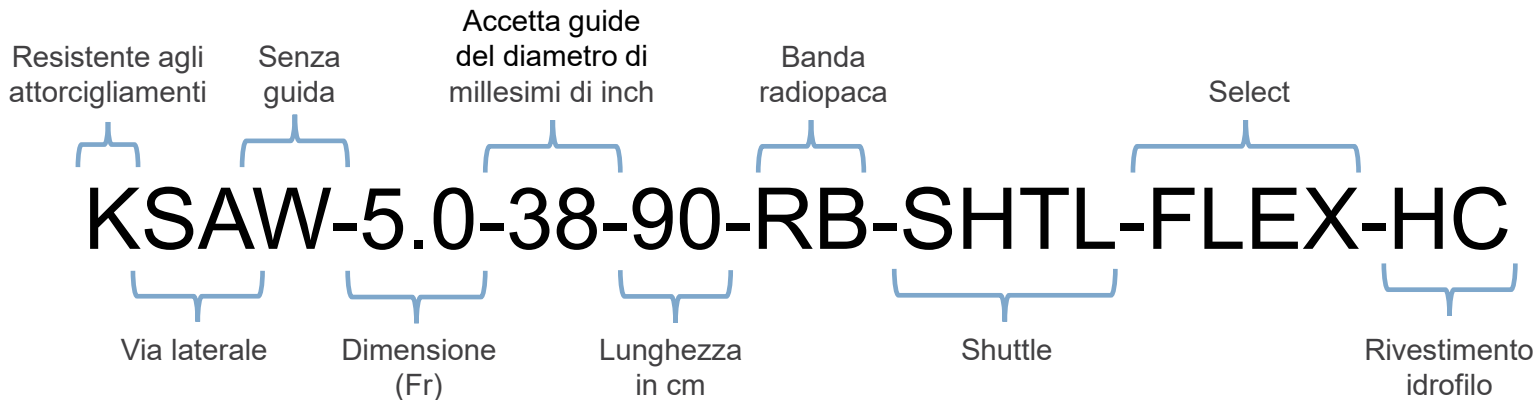 Accetta guide
del diametro di
millesimi di inch
Resistente agli
attorcigliamenti
Senza
guida
Banda
radiopaca
Select
KSAW-5.0-38-90-RB-SHTL-FLEX-HC
Via laterale
Dimensione
(Fr)
Lunghezza
in cm
Shuttle
Rivestimento
idrofilo